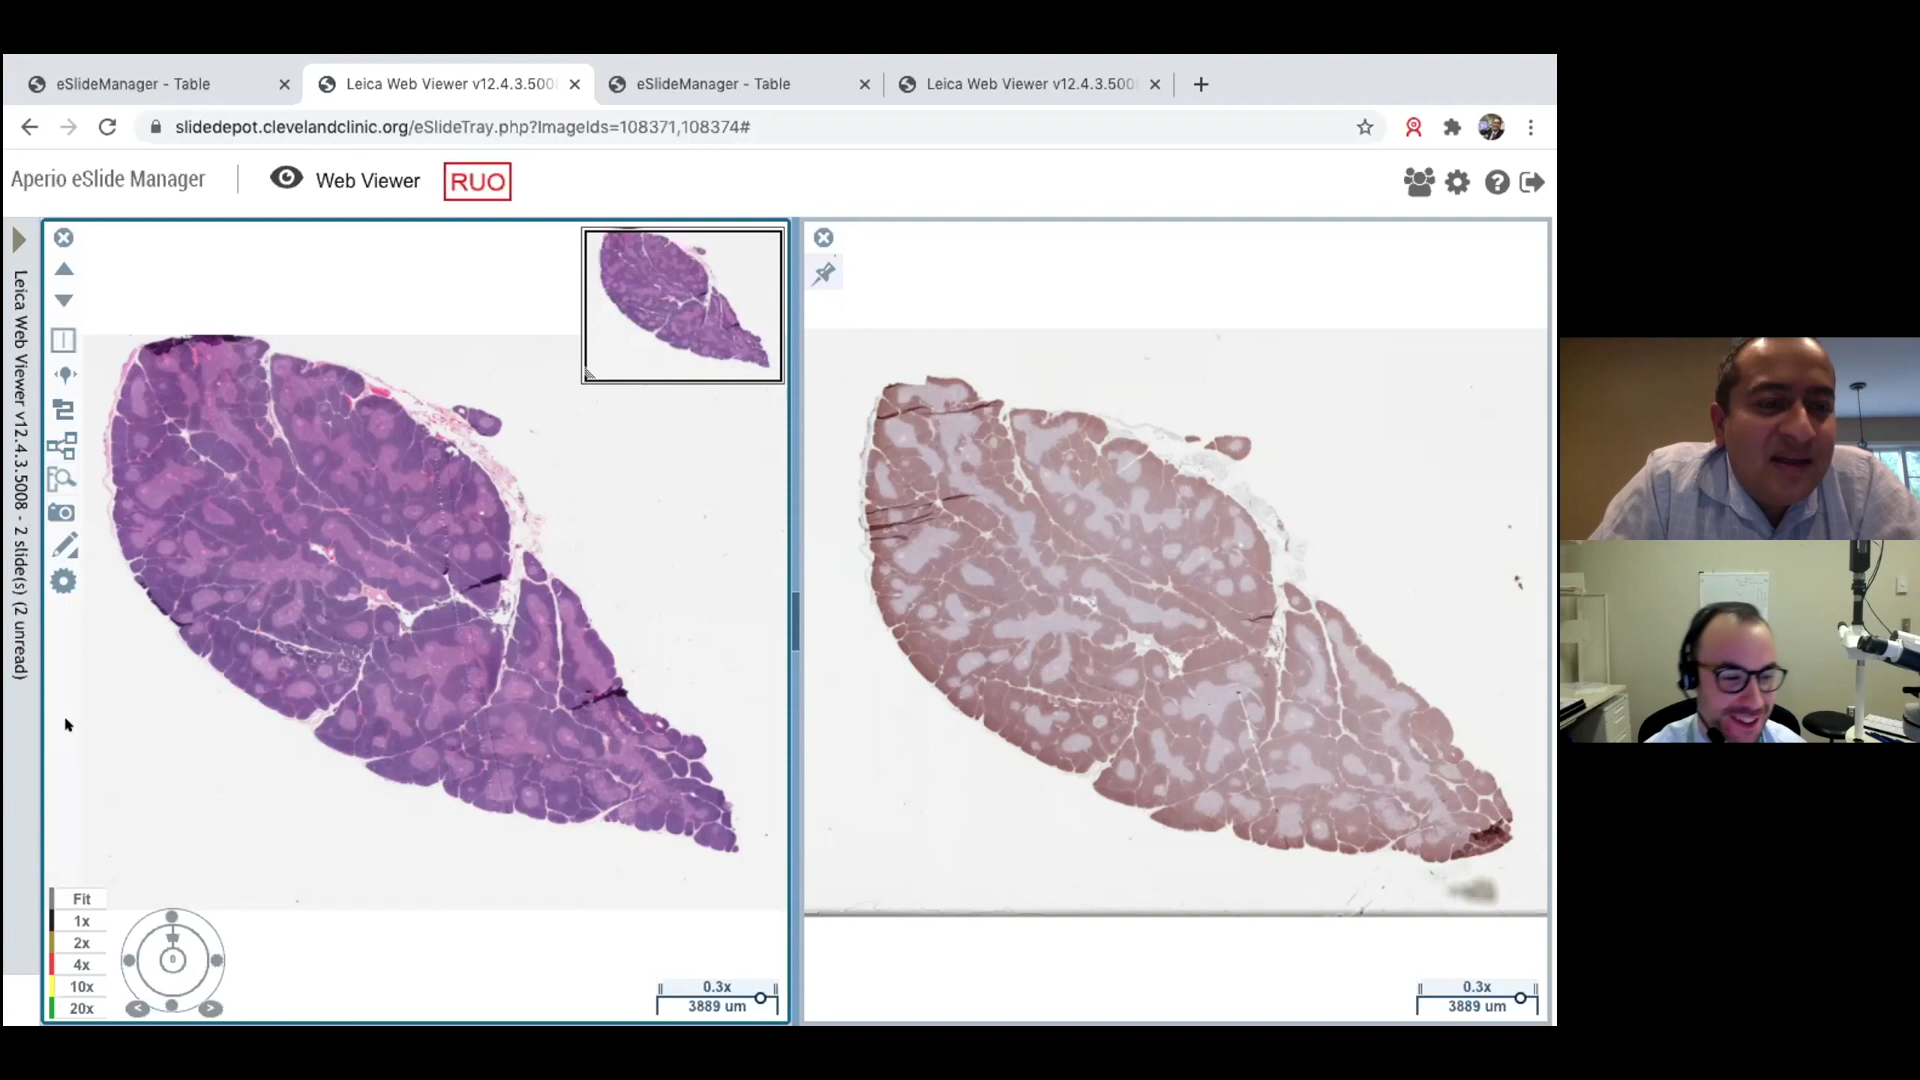 eSlideManager - Table
Leica Web Viewer v12.4.3.500
eSlideManager - Table
Leica Web Viewer v12.4.3.500
slidedepot.clevelandclinic.org/eSlideTray.php?ImageIds=108371,108374#
Aperio eSlide Manager
Web Viewer
RUO
Leica Web Viewer v12.4.3.5008 - 2 slide(s) (2 unread)
Fit
1x
2x
4x
10x
20x
0
< >
0.3x
3889 um
0.3x
3889 um